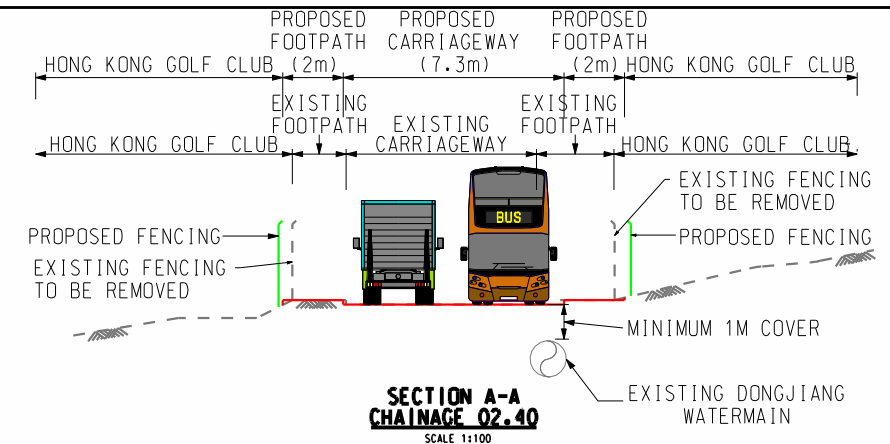 PROPOSED FOOTPATH (2m)
PROPOSED CARRIAGEWAY (7.3m)
PROPOSED FOOTPATH (2m)
HONG KONG GOLF CLUB
HONG KONG GOLF CLUB
EXISTING FOOTPATH
EXISTING CARRIAGEWAY
EXISTING FOOTPATH
HONG KONG GOLF CLUB
HONG KONG GOLF CLUB
EXISTING FENCING
TO BE REMOVED
BUS
PROPOSED FENCING
PROPOSED FENCING
EXISTING FENCING
TO BE REMOVED
MINIMUM 1M COVER
EXISTING DONGJIANG
WATERMAIN
SECTION A-A
CHAINAGE 02.40
SCALE 1:100